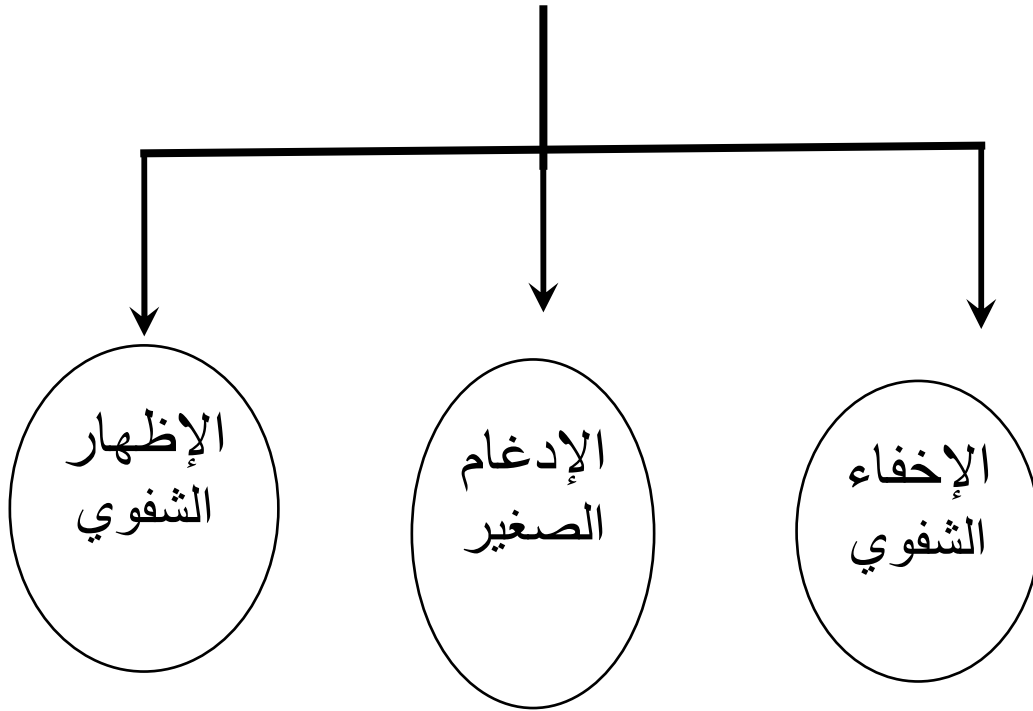 الإخفاء
الشفوي
الإدغام
الصغير
الإظهار
الشفوي